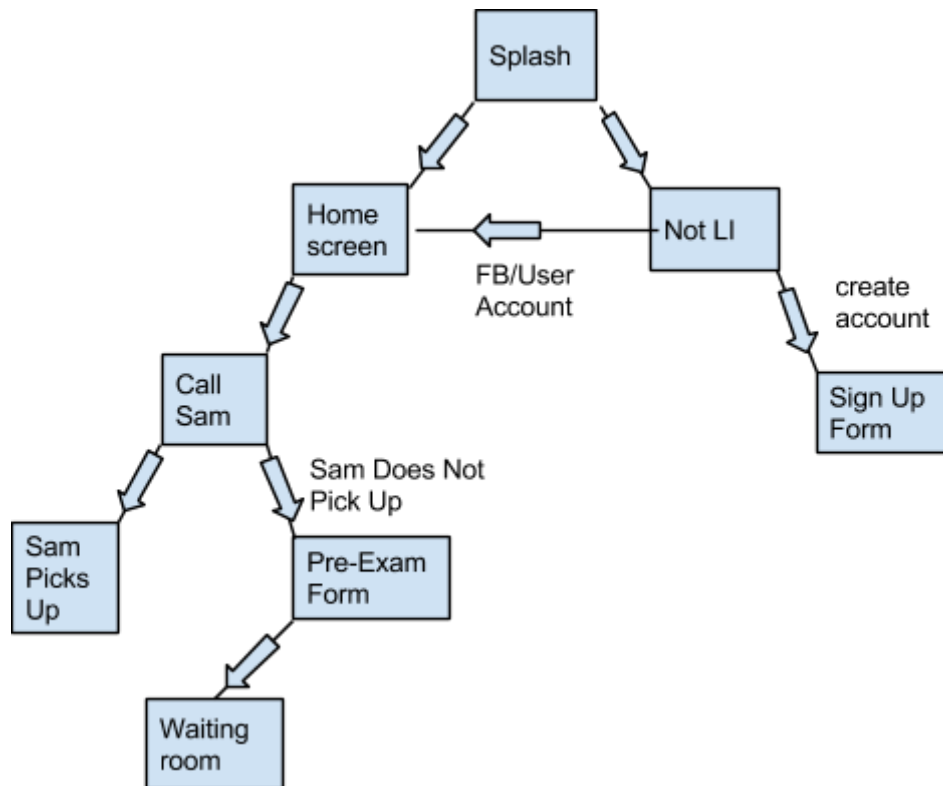 Splash
Home
screen
Not LI
FB/User
Account
create
account
Call
Sam
Sign Up
Form
Sam Does Not
Pick Up
Sam
Picks
Up
Pre-Exam
Form
Waiting
room